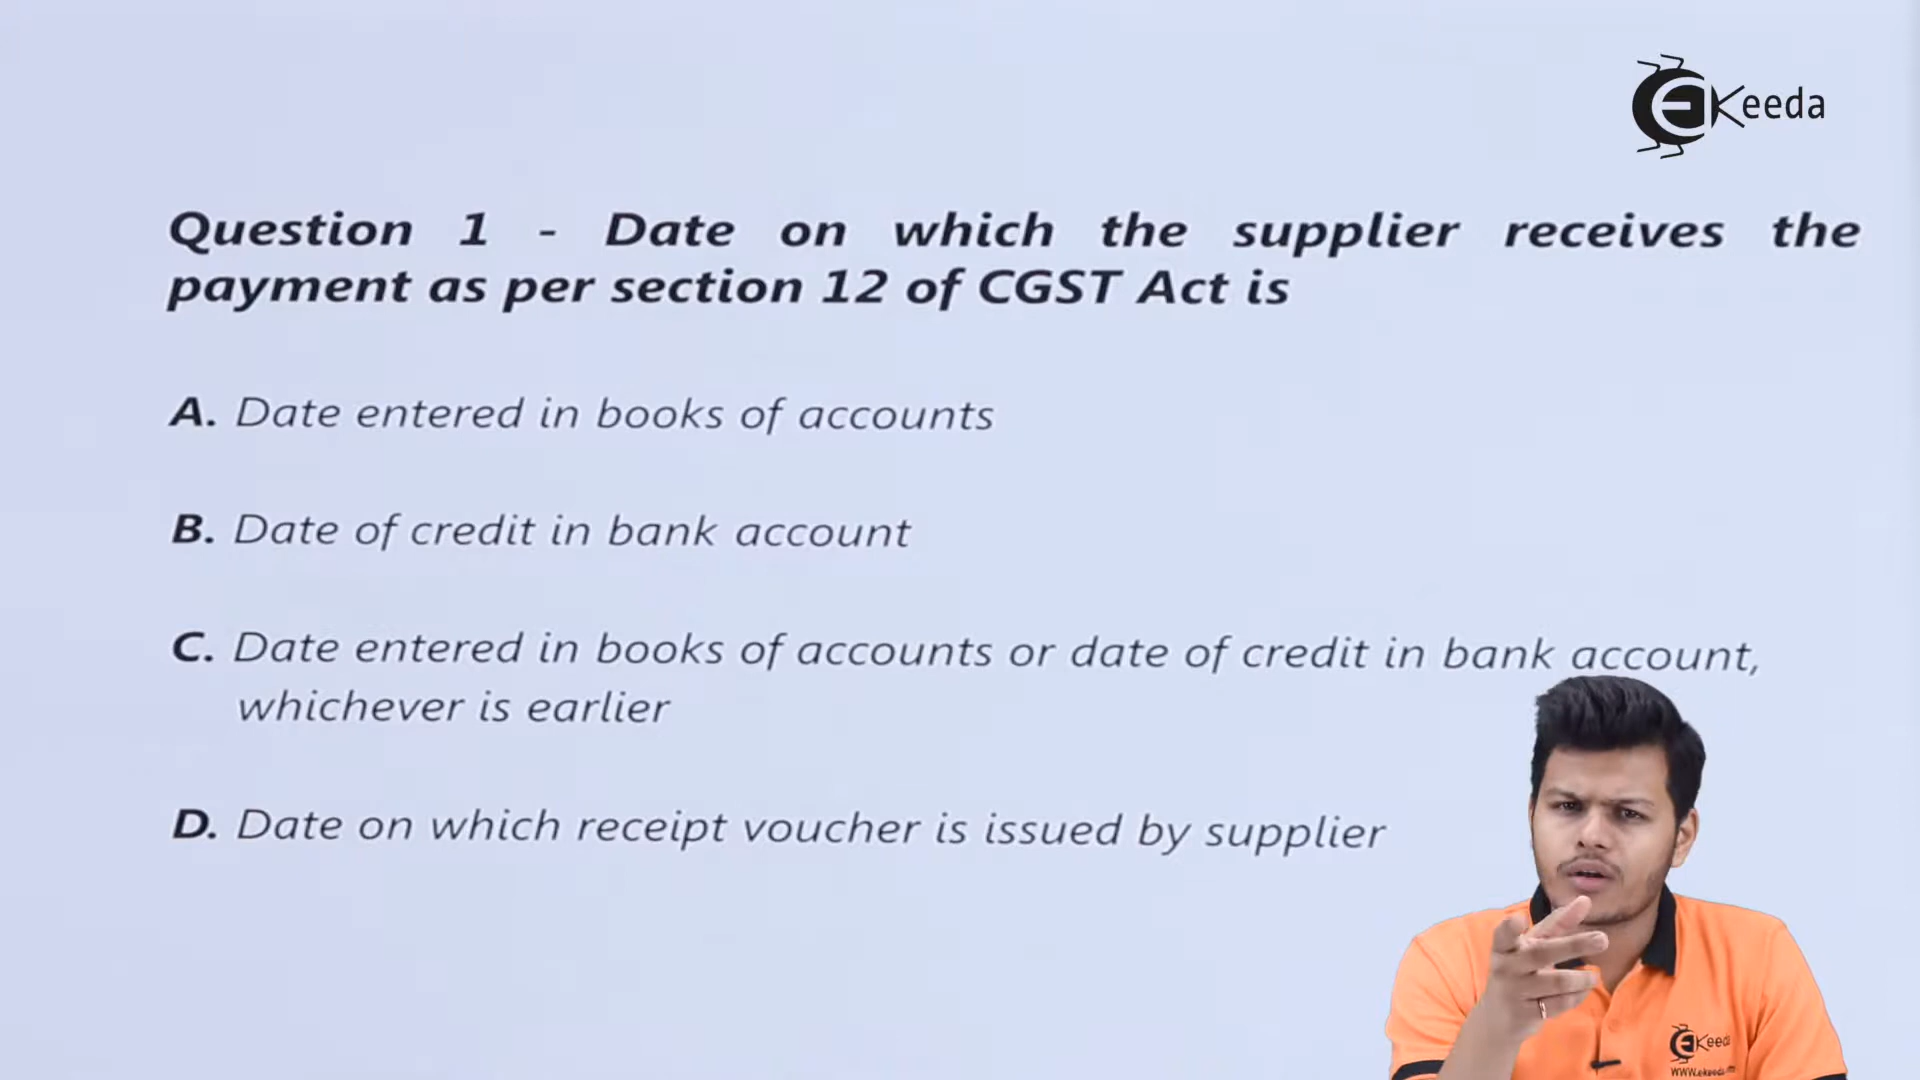 eKeeda
Question 1 - Date on which the supplier receives the
payment as per section 12 of CGST Act is
A. Date entered in books of accounts
B. Date of credit in bank account
C. Date entered in books of accounts or date of credit in bank account,
whichever is earlier
D. Date on which receipt voucher is issued by supplier
eKeeda